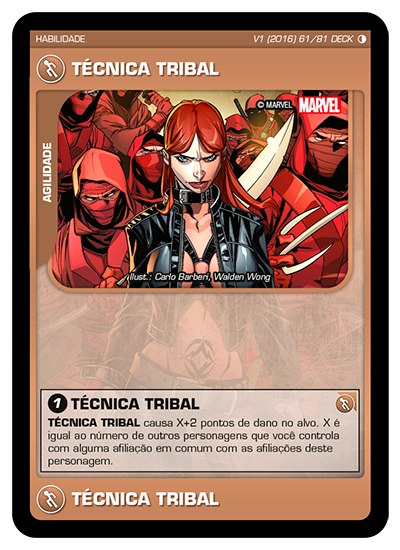 HABILIDADE
V1 (2016) 61/81 DECK
TÉCNICA TRIBAL
AGILIDADE
© MARVEL MARVEL
Ilust.: Carlo Barberi, Walden Wong
1 TÉCNICA TRIBAL
TÉCNICA TRIBAL causa X+2 pontos de dano no alvo. X é
igual ao número de outros personagens que você controla
com alguma afiliação em comum com as afiliações deste
personagem.
TÉCNICA TRIBAL